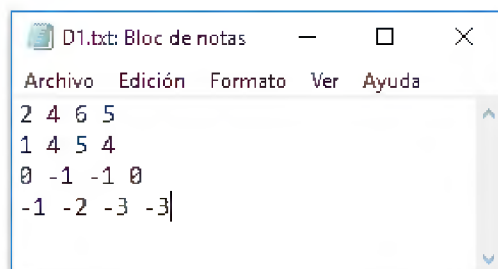 D1.txt: Bloc de notas
Archivo Edición Formato Ver Ayuda
2 4 6 5
1 4 5 4
0 -1 -1 0
-1 -2 -3 -3